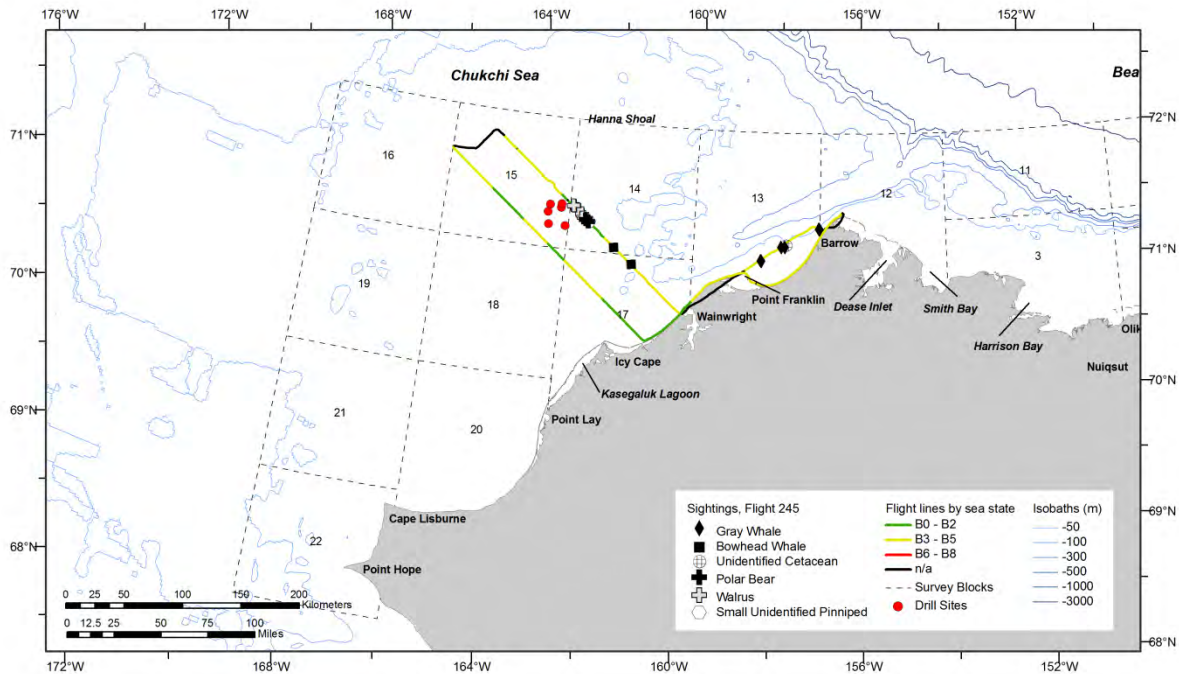 176°W
172°W
168°W
164°W
160°W
156°W
152°W
Chukchi Sea
Bea
72°N
71°N
Hanna Shoal
16
15
14
13
12
11
3
71°N
Barrow
70°N
19
18
17
Point Franklin
Dease Inlet
Smith Bay
Wainwright
Harrison Bay
Olik
Icy Cape
Nuiqsut
Kasegaluk Lagoon
70°N
69°N
21
20
Point Lay
Cape Lisburne
69°N
22
68°N
Point Hope
0 25 50 100 150 200
Kilometers
0 12.5 25 50 75 100
Miles
Sightings, Flight 245
Gray Whale
Bowhead Whale
Unidentified Cetacean
Polar Bear
Walrus
Small Unidentified Pinniped
Flight lines by sea state
B0 - B2
B3 - B5
B6 - B8
n/a
Survey Blocks
Drill Sites
Isobaths (m)
-50
-100
-300
-500
-1000
-3000
68°N
172°W
168°W
164°W
160°W
156°W
152°W